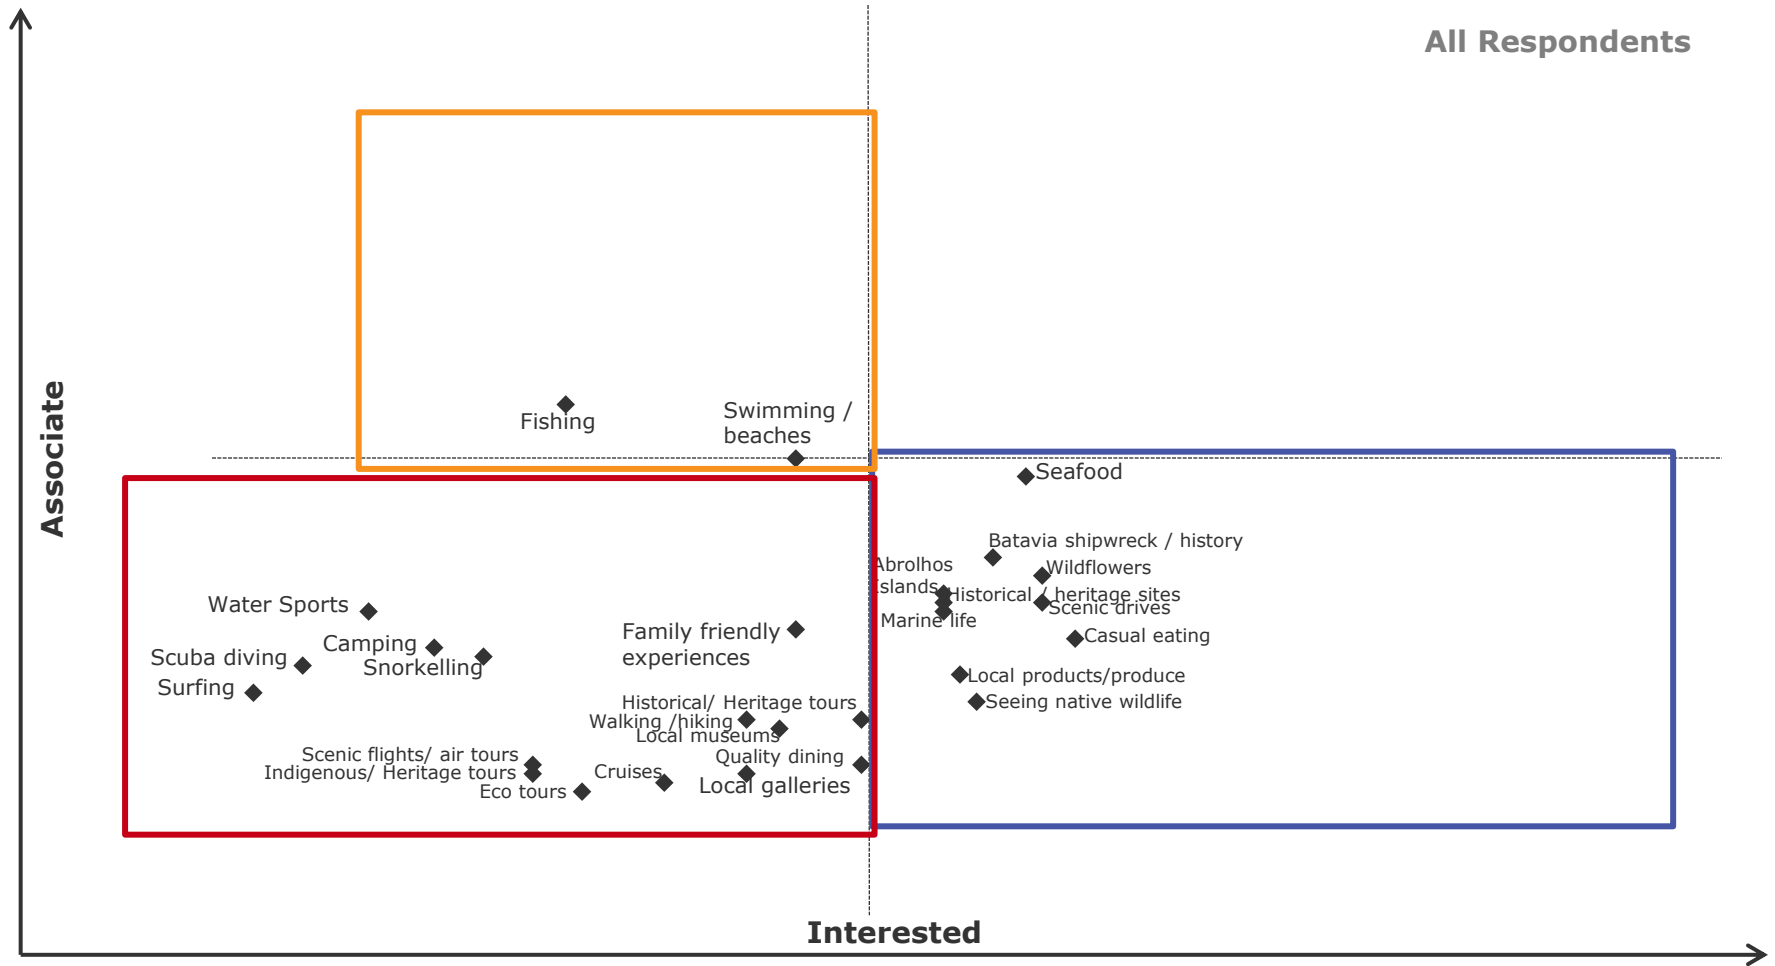 All Respondents
Associate
Fishing
Swimming /
beaches
Seafood
Batavia shipwreck / history
Abrolhos
Islands
Wildflowers
Historical / heritage sites
Scenic drives
Marine life
Casual eating
Water Sports
Family friendly
experiences
Camping
Scuba diving
Snorkelling
Surfing
Local products/produce
Seeing native wildlife
Historical/ Heritage tours
Walking /hiking
Local museums
Scenic flights/ air tours
Quality dining
Indigenous/ Heritage tours
Cruises
Local galleries
Eco tours
Interested